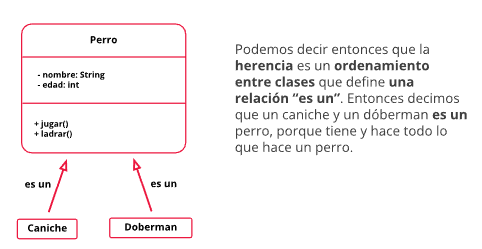 Perro
- nombre: String
- edad: int
+ jugar()
+ ladrar()
es un
es un
Caniche
Doberman
Podemos decir entonces que la
herencia es un ordenamiento
entre clases que define una
relación “es un”. Entonces decimos
que un caniche y un dóberman es un
perro, porque tiene y hace todo lo
que hace un perro.